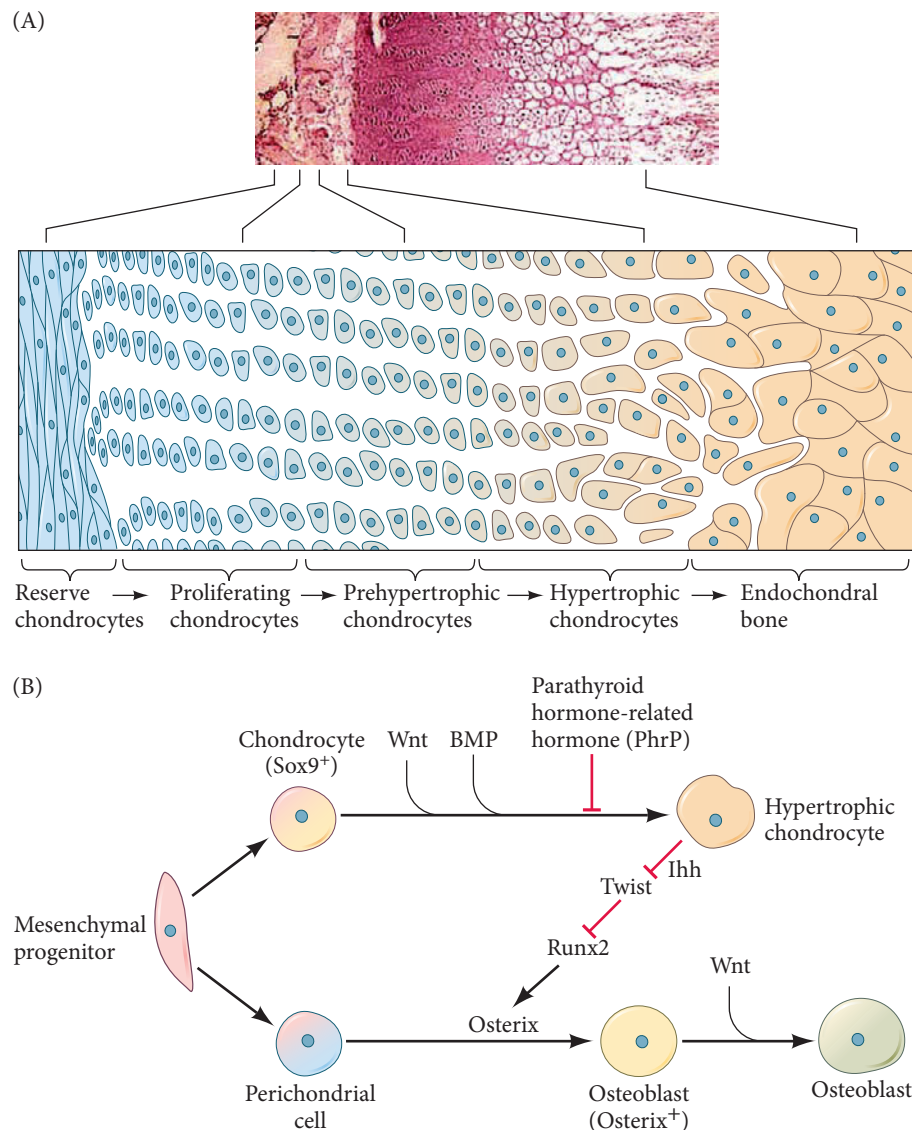 (A)
Reserve
chondrocytes
Proliferating
chondrocytes
Prehypertrophic
chondrocytes
Hypertrophic
chondrocytes
Endochondral
bone
(B)
Parathyroid
hormone-related
hormone (PhrP)
Chondrocyte
(Sox9+)
Wnt
BMP
Hypertrophic
chondrocyte
Ihh
Twist
Runx2
Mesenchymal
progenitor
Wnt
Osterix
Perichondrial
cell
Osteoblast
(Osterix+)
Osteoblast